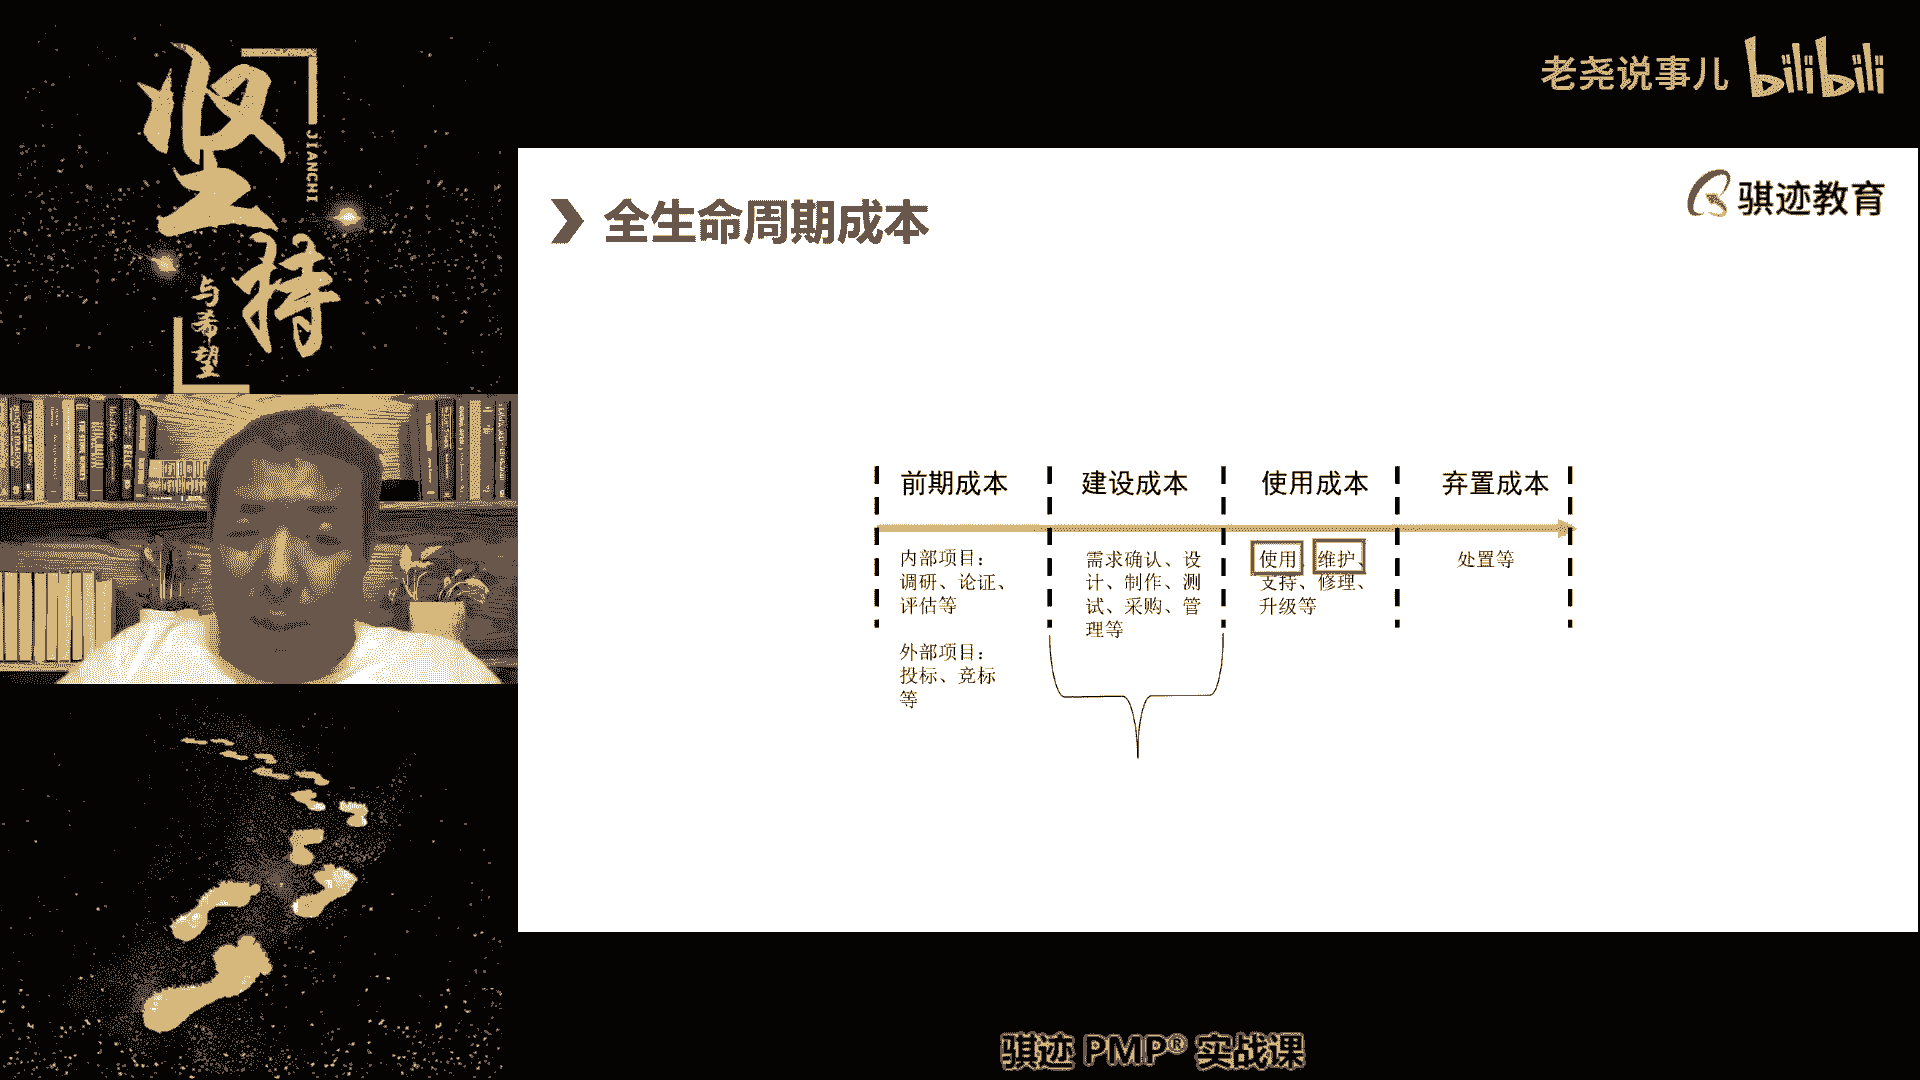 坚持
JIANCHI
与希望
老尧说事儿 bilibili
骐迹教育
全生命周期成本
前期成本
建设成本
使用成本
弃置成本
内部项目：
调研、论证、
评估等
外部项目：
投标、竞标
等
需求确认、设
计、制作、测
试、采购、管
理等
使用、维护、
支持、修理、
升级等
处置等
骐迹 PMP® 实战课